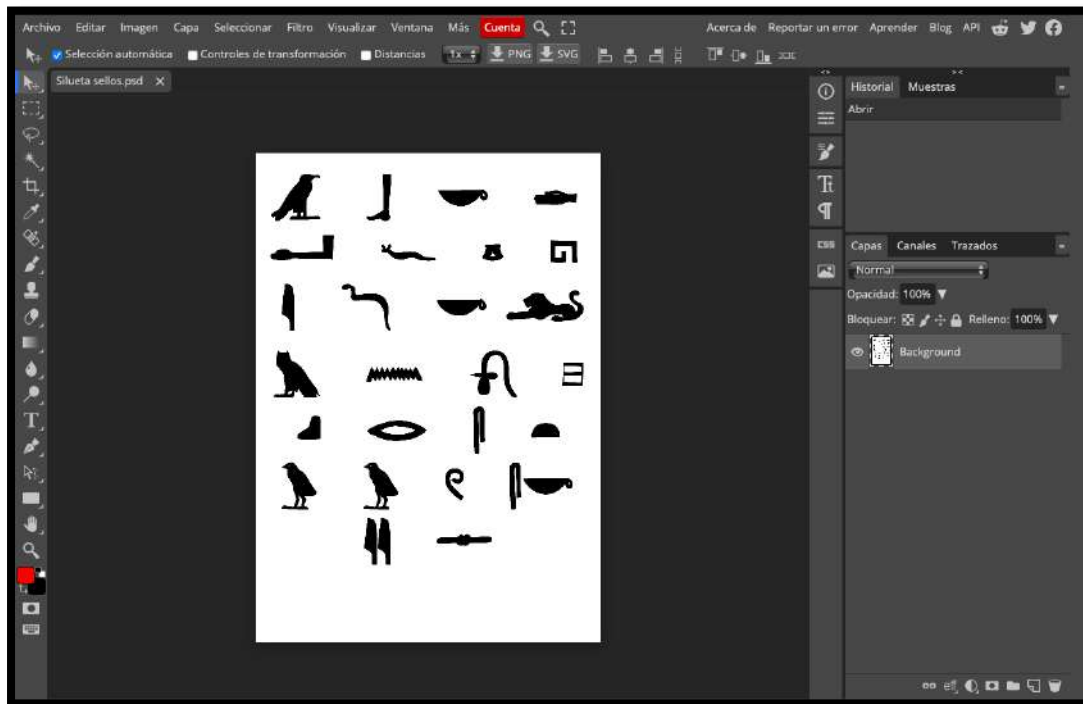 Archivo Editar Imagen Capa Seleccionar Filtro Visualizar Ventana Más Cuenta Acerca de Reportar un error Aprender Blog API
Selección automática Controles de transformación Distancias 1x PNG SVG
Silueta sellos.psd X
Historial Muestras
Abrir
CSS
Capas Canales Trazados
Normal
Opacidad: 100%
Bloquear: Relleno: 100%
Background